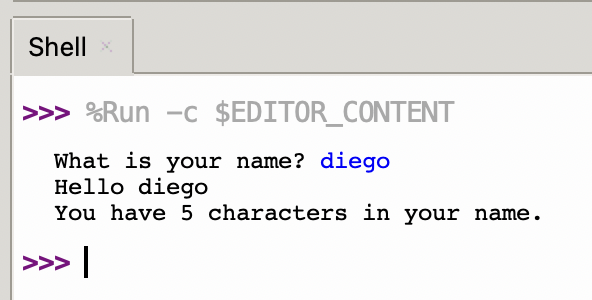 Shell
>>> %Run -c $EDITOR_CONTENT
What is your name? diego
Hello diego
You have 5 characters in your name.
>>>